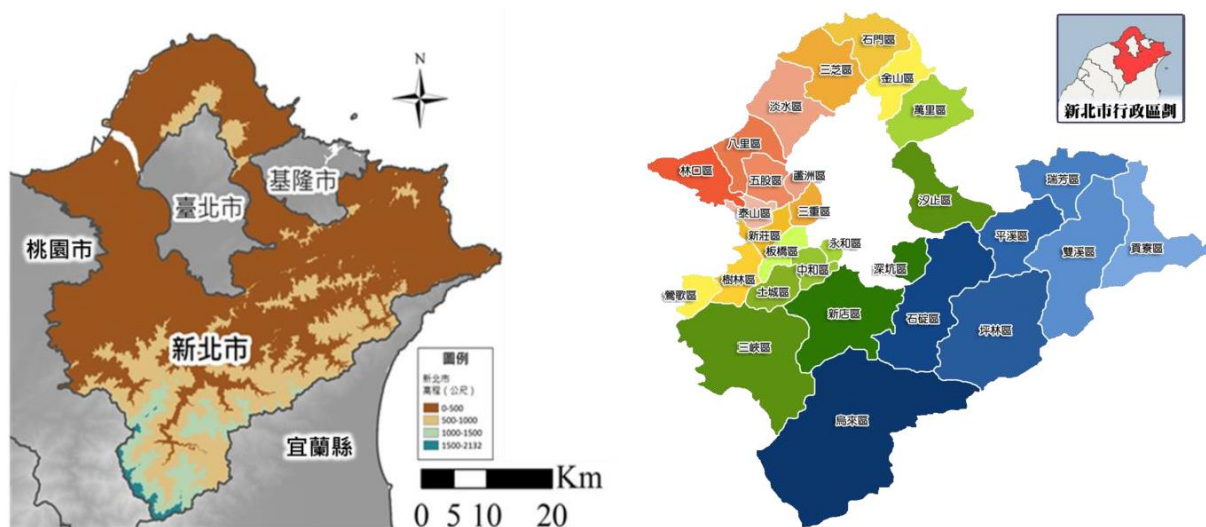 N
臺北市
基隆市
桃園市
新北市
宜蘭縣
圖例
新北市
高程（公尺）
0-500
500-1000
1000-1500
1500-2132
Km
0 5 10 20
新北市行政區劃
石門區
三芝區
金山區
淡水區
萬里區
八里區
林口區
五股區
蘆洲區
汐止區
瑞芳區
泰山區
三重區
平溪區
雙溪區
貢寮區
新莊區
板橋區
永和區
中和區
深坑區
樹林區
土城區
鶯歌區
新店區
石碇區
坪林區
三峽區
烏來區